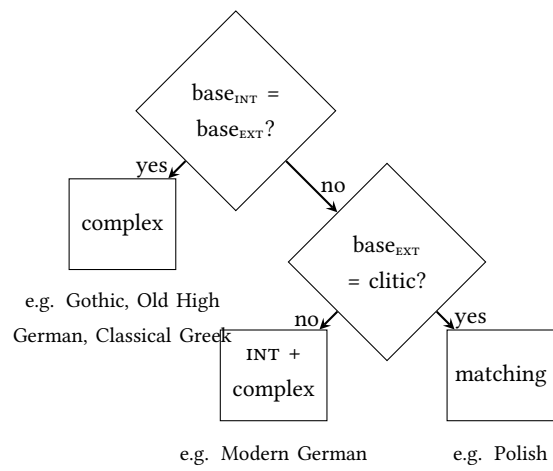 base_INT =
base_EXT?
yes
no
complex
base_EXT
= clitic?
e.g. Gothic, Old High
German, Classical Greek
no
yes
INT +
complex
matching
e.g. Modern German
e.g. Polish